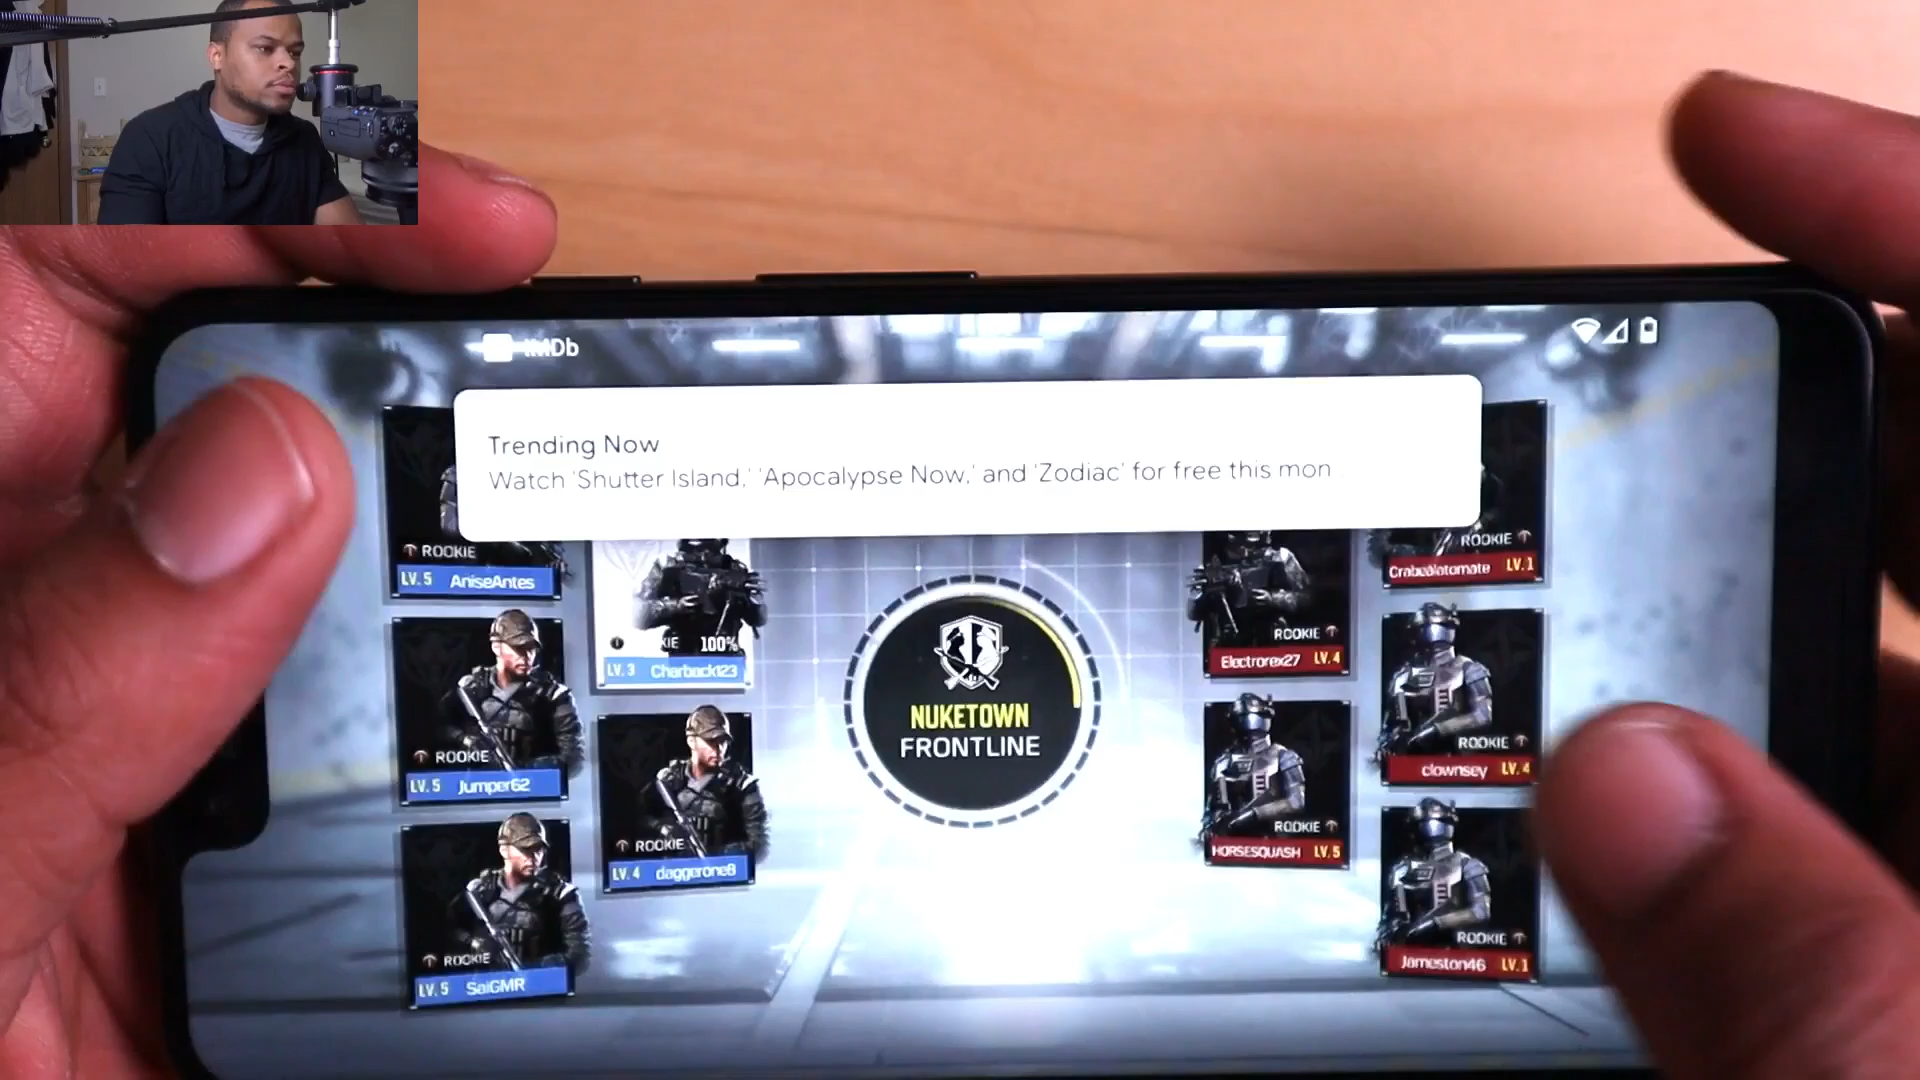 IMDb
Trending Now
Watch 'Shutter Island,' 'Apocalypse Now,' and 'Zodiac' for free this mon
ROOKIE
LV. 5 AniseAntes
100%
LV. 3 Charback123
ROOKIE
LV. 5 Jumper62
ROOKIE
LV. 4 daggerone8
ROOKIE
LV. 5 SaiGMR
NUKETOWN
FRONTLINE
ROOKIE
Electrorex27 LV. 4
ROOKIE
HORSESQUASH LV. 5
ROOKIE
LV. 1
ROOKIE
clownsey LV. 4
ROOKIE
Jameston46 LV. 1